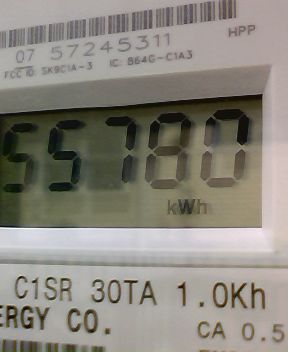 07 57245311
HPP
FCC ID: SK9C1A-3 IC: 864G-C1A3
55780
kWh
C1SR 30TA 1.0Kh
ERGY CO.
CA 0.5